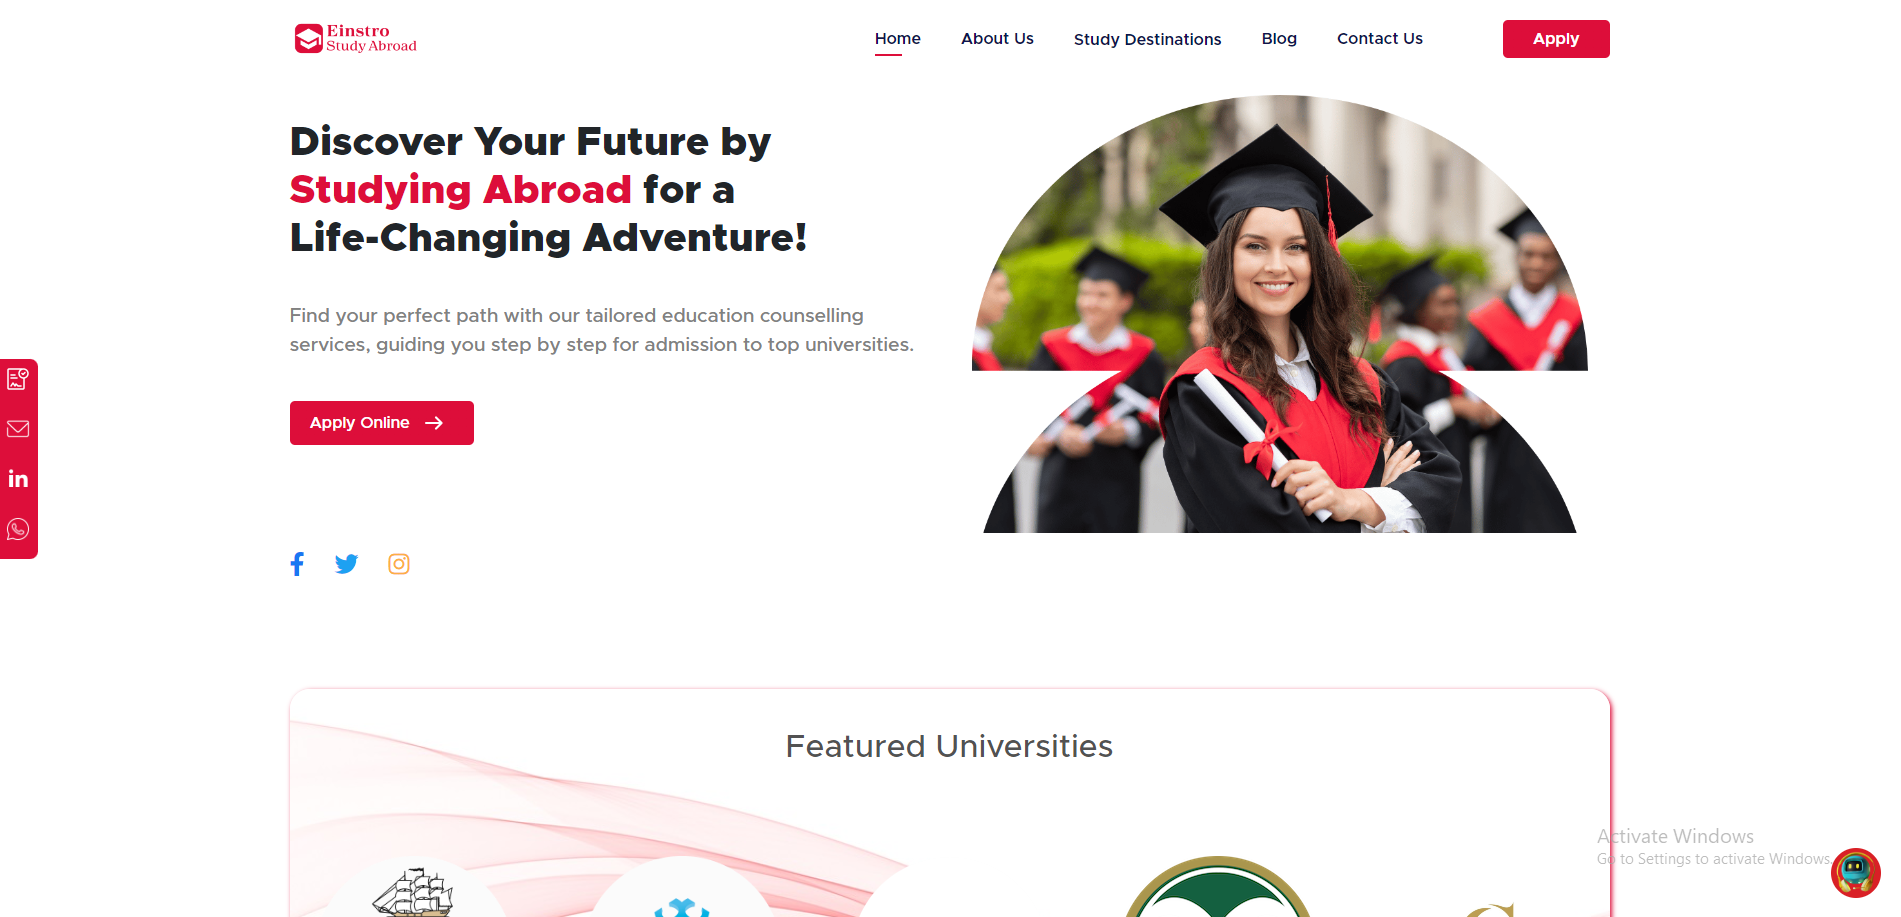 Einstro
Study Abroad
Home
About Us
Study Destinations
Blog
Contact Us
Apply
Discover Your Future by
Studying Abroad for a
Life-Changing Adventure!
Find your perfect path with our tailored education counselling
services, guiding you step by step for admission to top universities.
Apply Online
in
Featured Universities
Activate Windows
Go to Settings to activate Windows.